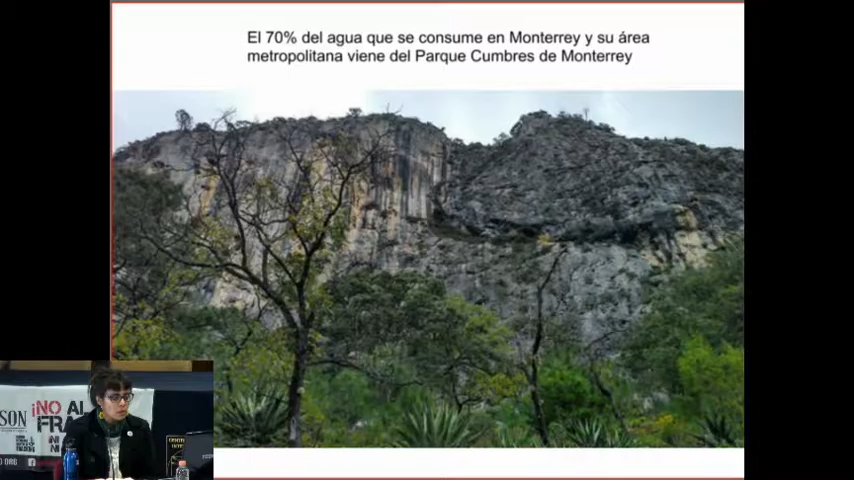 El 70% del agua que se consume en Monterrey y su área
metropolitana viene del Parque Cumbres de Monterrey
SON
¡NO AL
FRA